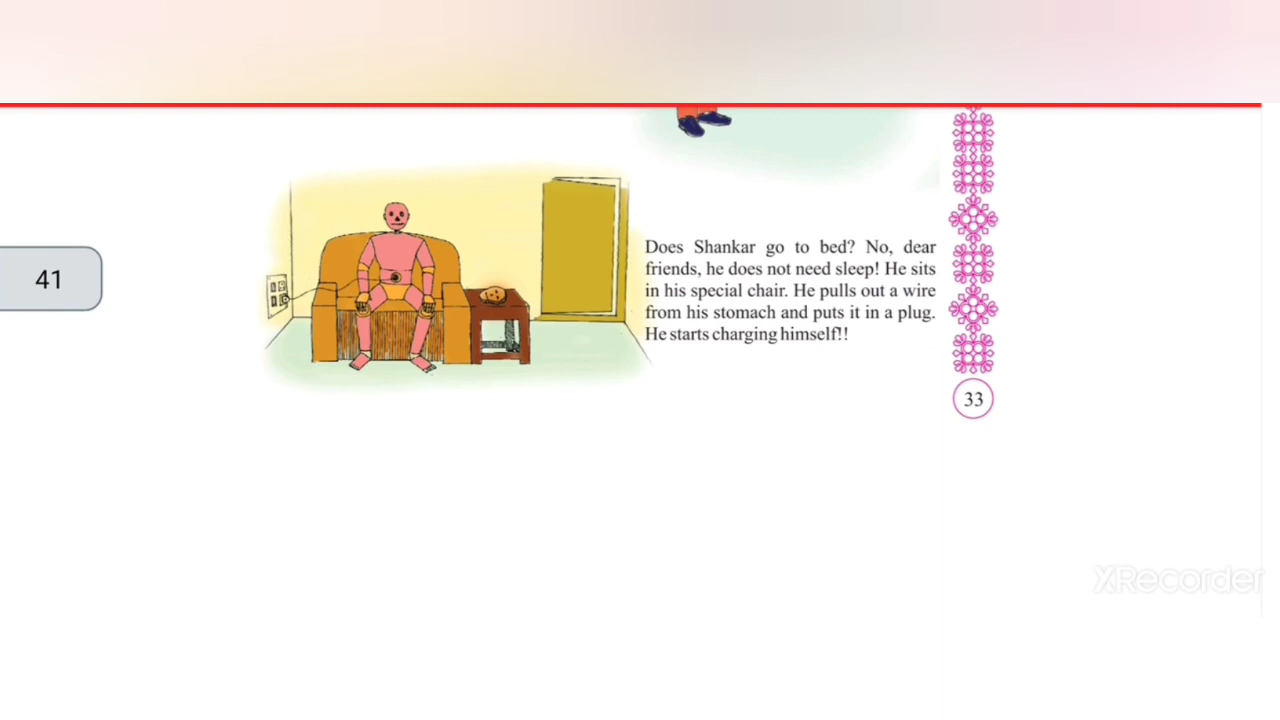 41
Does Shankar go to bed? No, dear
friends, he does not need sleep! He sits
in his special chair. He pulls out a wire
from his stomach and puts it in a plug.
He starts charging himself!!
33
XRecorder